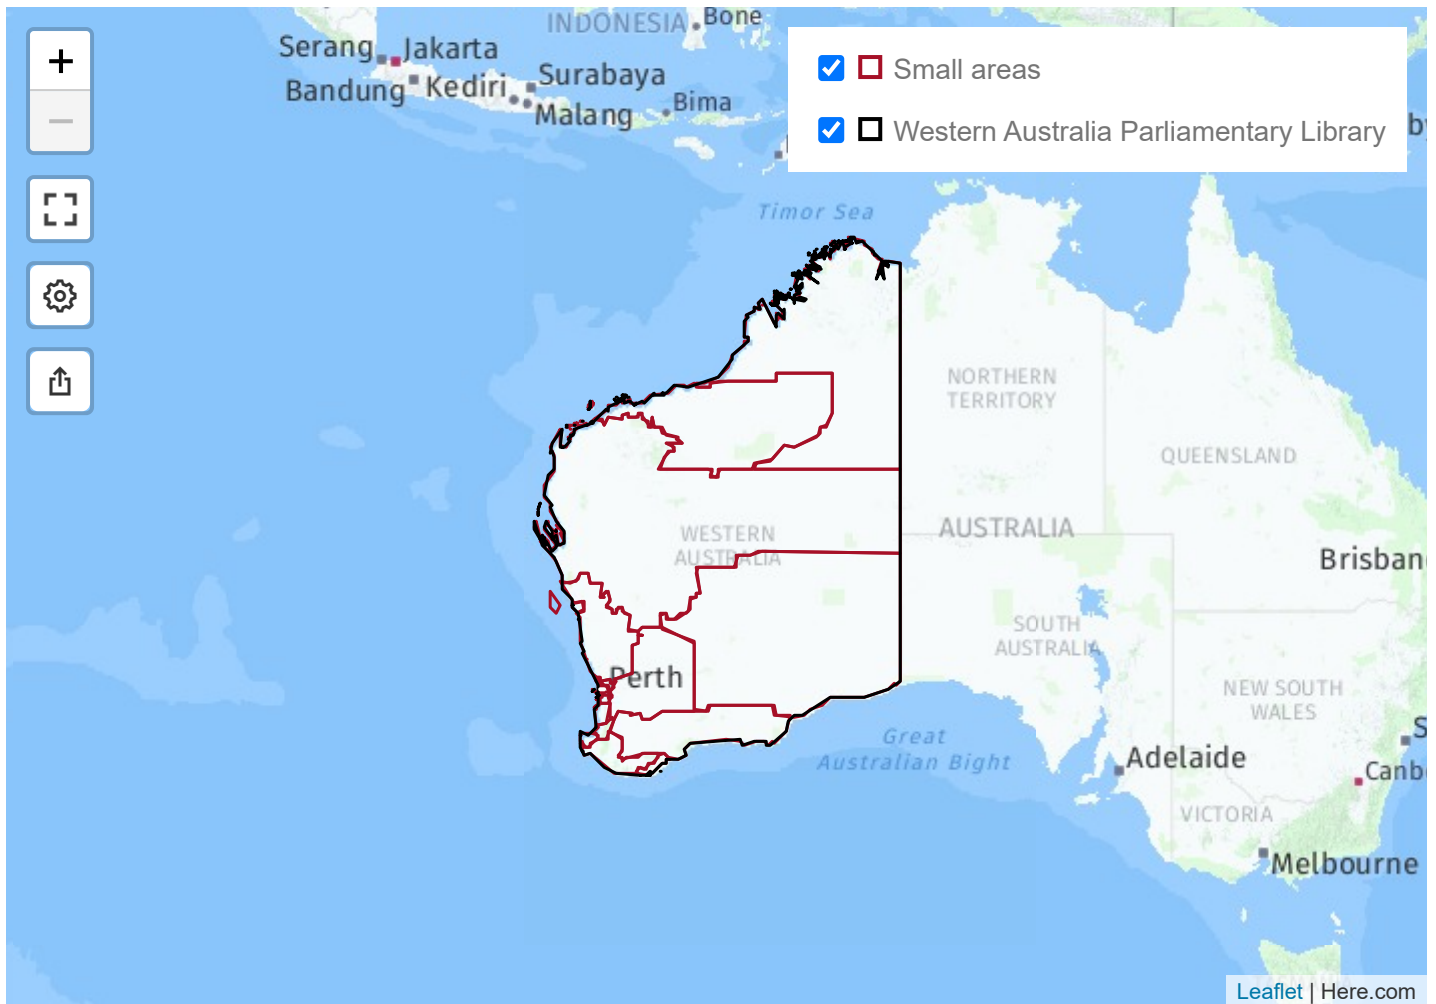 INDONESIA
Bone
Serang
Jakarta
Bandung
Kediri
Surabaya
Malang
Bima
+
−
Small areas
Western Australia Parliamentary Library
Timor Sea
NORTHERN
TERRITORY
QUEENSLAND
AUSTRALIA
WESTERN
AUSTRALIA
Brisban
SOUTH
AUSTRALIA
Perth
NEW SOUTH
WALES
Great
Australian Bight
Adelaide
Canb
VICTORIA
Melbourne
Leaflet | Here.com